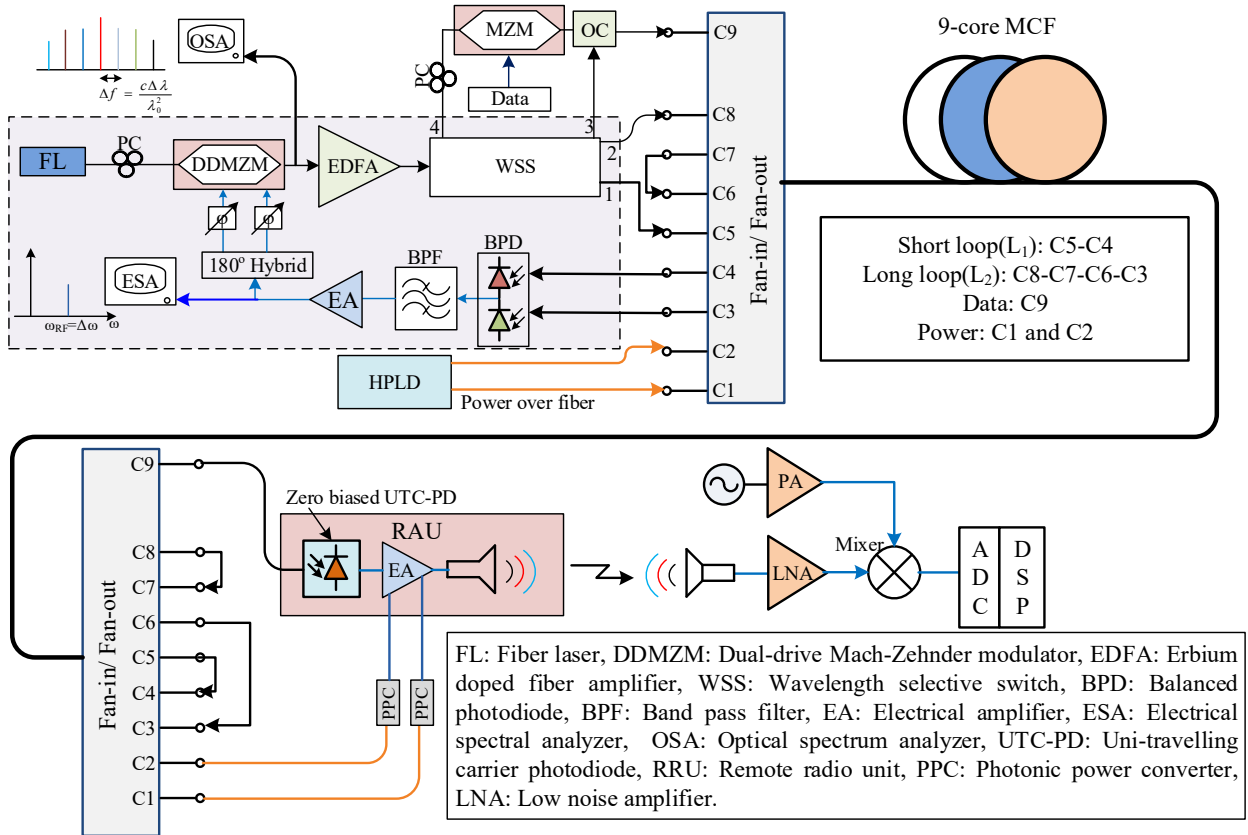 OSA
Δf = cΔλ / λ₀²
MZM
OC
PC
Data
4
3
2
1
FL
PC
DDMZM
EDFA
WSS
φ
φ
180° Hybrid
ESA
ω_RF=Δω
ω
EA
BPF
BPD
HPLD
Power over fiber
C9
C8
C7
C6
C5
C4
C3
C2
C1
Fan-in/ Fan-out
9-core MCF
Short loop(L₁): C5-C4
Long loop(L₂): C8-C7-C6-C3
Data: C9
Power: C1 and C2
Fan-in/ Fan-out
C9
C8
C7
C6
C5
C4
C3
C2
C1
Zero biased UTC-PD
RAU
EA
PPC
PPC
PA
LNA
Mixer
ADC
DSP
FL: Fiber laser, DDMZM: Dual-drive Mach-Zehnder modulator, EDFA: Erbium
doped fiber amplifier, WSS: Wavelength selective switch, BPD: Balanced
photodiode, BPF: Band pass filter, EA: Electrical amplifier, ESA: Electrical
spectral analyzer, OSA: Optical spectrum analyzer, UTC-PD: Uni-travelling
carrier photodiode, RRU: Remote radio unit, PPC: Photonic power converter,
LNA: Low noise amplifier.